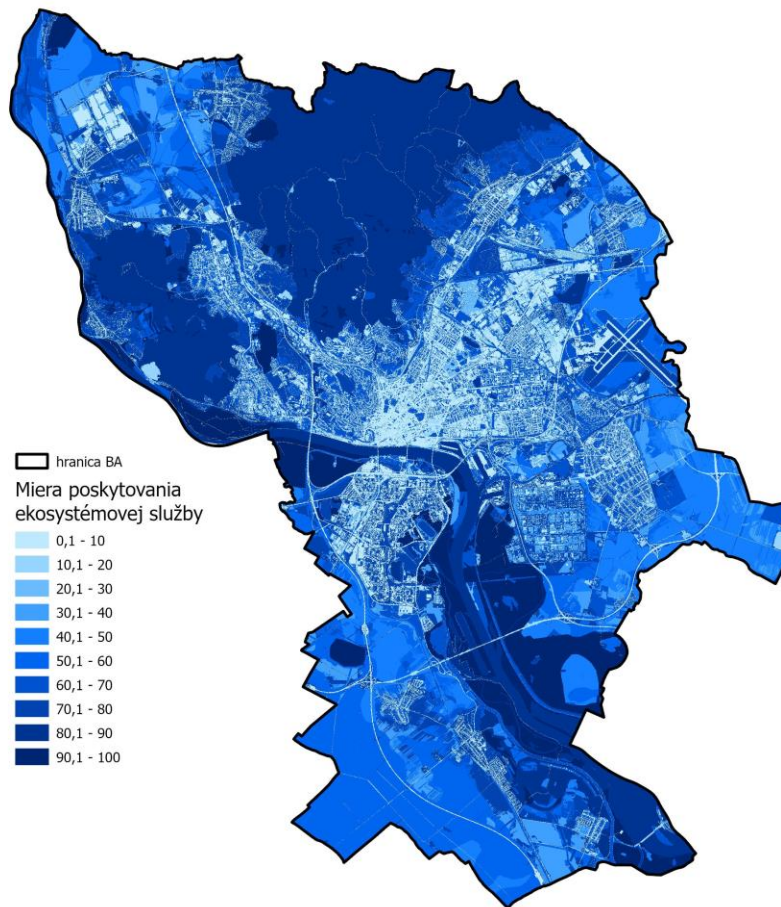 hranica BA
Miera poskytovania
ekosystémovej služby
0,1 - 10
10,1 - 20
20,1 - 30
30,1 - 40
40,1 - 50
50,1 - 60
60,1 - 70
70,1 - 80
80,1 - 90
90,1 - 100